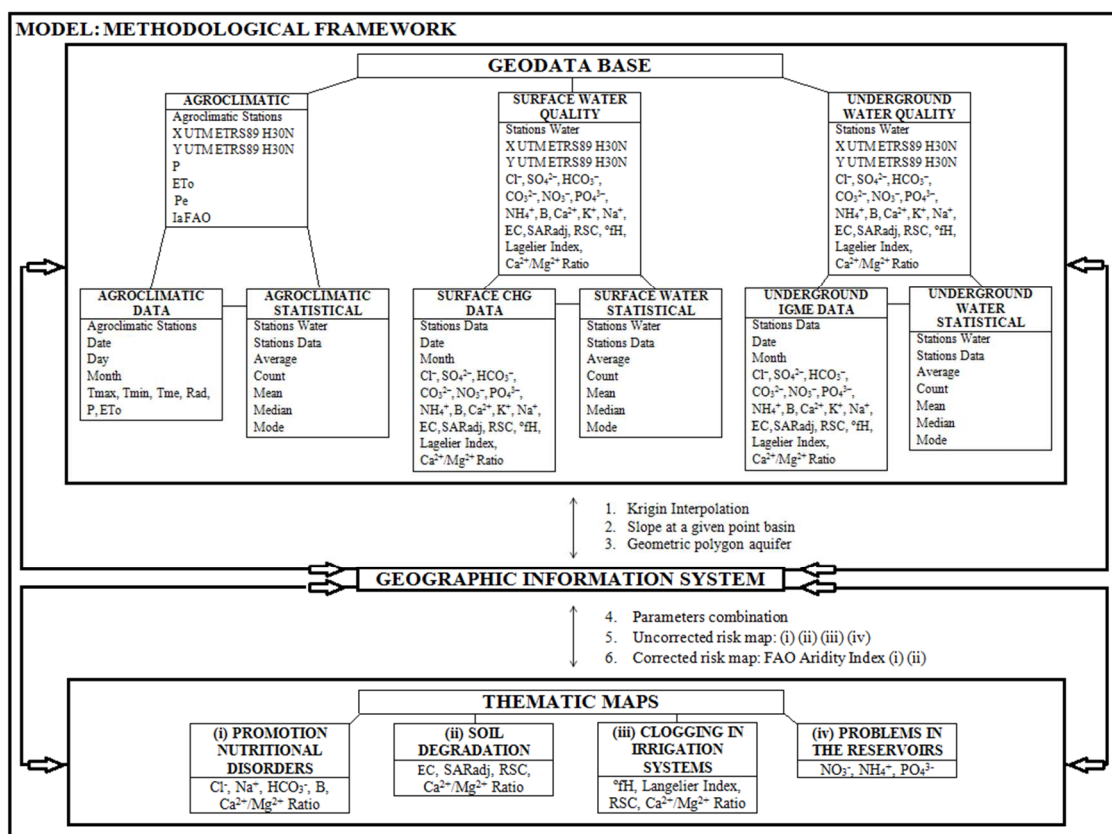 MODEL: METHODOLOGICAL FRAMEWORK
GEODATA BASE
AGROCLIMATIC
Agroclimatic Stations
X UTM ETRS89 H30N
Y UTM ETRS89 H30N
P
ETo
Pe
IaFAO
SURFACE WATER
QUALITY
Stations Water
X UTM ETRS89 H30N
Y UTM ETRS89 H30N
Cl⁻, SO₄²⁻, HCO₃⁻,
CO₃²⁻, NO₃⁻, PO₄³⁻,
NH₄⁺, B, Ca²⁺, K⁺, Na⁺,
EC, SARadj, RSC, ºfH,
Lagelier Index,
Ca²⁺/Mg²⁺ Ratio
UNDERGROUND
WATER QUALITY
Stations Water
X UTM ETRS89 H30N
Y UTM ETRS89 H30N
Cl⁻, SO₄²⁻, HCO₃⁻,
CO₃²⁻, NO₃⁻, PO₄³⁻,
NH₄⁺, B, Ca²⁺, K⁺, Na⁺,
EC, SARadj, RSC, ºfH,
Lagelier Index,
Ca²⁺/Mg²⁺ Ratio
AGROCLIMATIC
DATA
Agroclimatic Stations
Date
Day
Month
Tmax, Tmin, Tme, Rad,
P, ETo
AGROCLIMATIC
STATISTICAL
Stations Water
Stations Data
Average
Count
Mean
Median
Mode
SURFACE CHG
DATA
Stations Data
Date
Month
Cl⁻, SO₄²⁻, HCO₃⁻,
CO₃²⁻, NO₃⁻, PO₄³⁻,
NH₄⁺, B, Ca²⁺, K⁺, Na⁺,
EC, SARadj, RSC, ºfH,
Lagelier Index,
Ca²⁺/Mg²⁺ Ratio
SURFACE WATER
STATISTICAL
Stations Water
Stations Data
Average
Count
Mean
Median
Mode
UNDERGROUND
IGME DATA
Stations Data
Date
Month
Cl⁻, SO₄²⁻, HCO₃⁻,
CO₃²⁻, NO₃⁻, PO₄³⁻,
NH₄⁺, B, Ca²⁺, K⁺, Na⁺,
EC, SARadj, RSC, ºfH,
Lagelier Index,
Ca²⁺/Mg²⁺ Ratio
UNDERGROUND
WATER
STATISTICAL
Stations Water
Stations Data
Average
Count
Mean
Median
Mode
1. Krigin Interpolation
2. Slope at a given point basin
3. Geometric polygon aquifer
GEOGRAPHIC INFORMATION SYSTEM
4. Parameters combination
5. Uncorrected risk map: (i) (ii) (iii) (iv)
6. Corrected risk map: FAO Aridity Index (i) (ii)
THEMATIC MAPS
(i) PROMOTION
NUTRITIONAL
DISORDERS
Cl⁻, Na⁺, HCO₃⁻, B,
Ca²⁺/Mg²⁺ Ratio
(ii) SOIL
DEGRADATION
EC, SARadj, RSC,
Ca²⁺/Mg²⁺ Ratio
(iii) CLOGGING IN
IRRIGATION
SYSTEMS
ºfH, Langelier Index,
RSC, Ca²⁺/Mg²⁺ Ratio
(iv) PROBLEMS IN
THE RESERVOIRS
NO₃⁻, NH₄⁺, PO₄³⁻